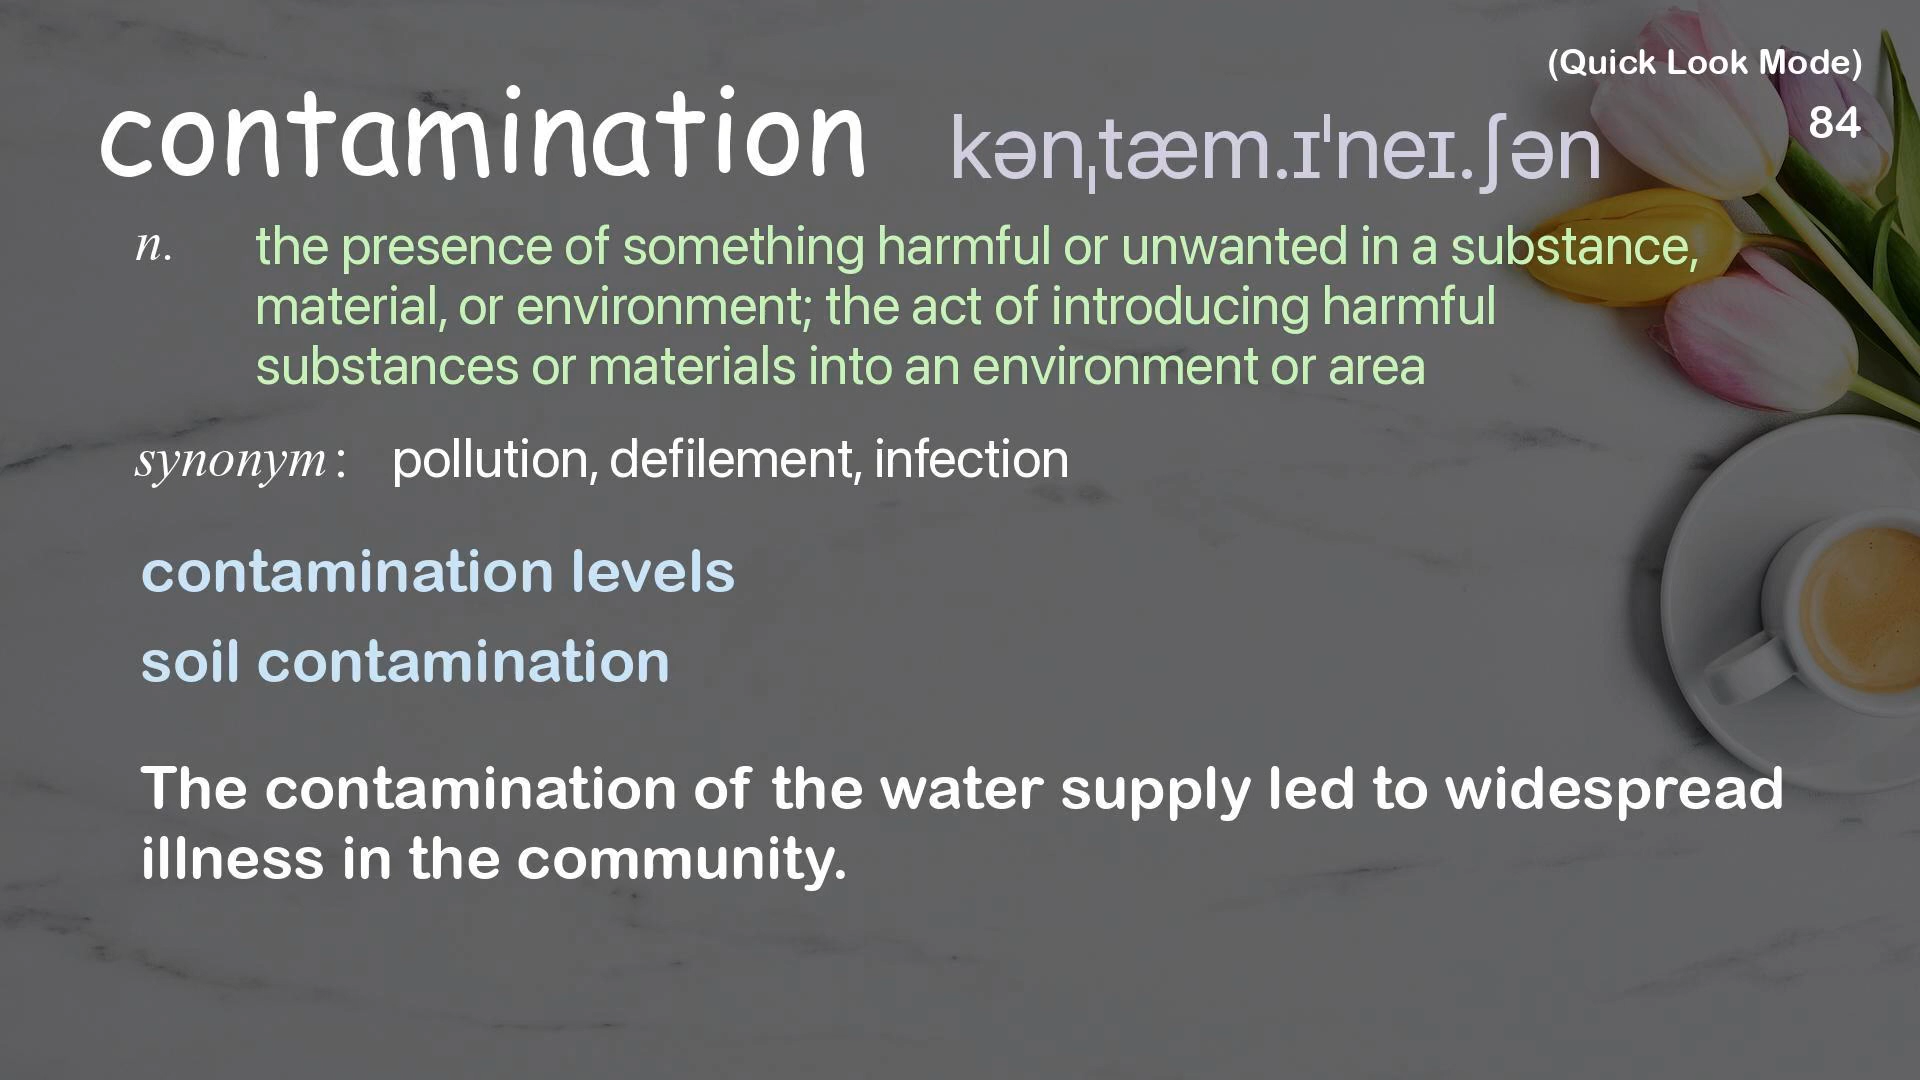 (Quick Look Mode)
84
contamination kənˌtæm.ɪˈneɪ.ʃən
n. the presence of something harmful or unwanted in a substance,
material, or environment; the act of introducing harmful
substances or materials into an environment or area
synonym: pollution, defilement, infection
contamination levels
soil contamination
The contamination of the water supply led to widespread
illness in the community.